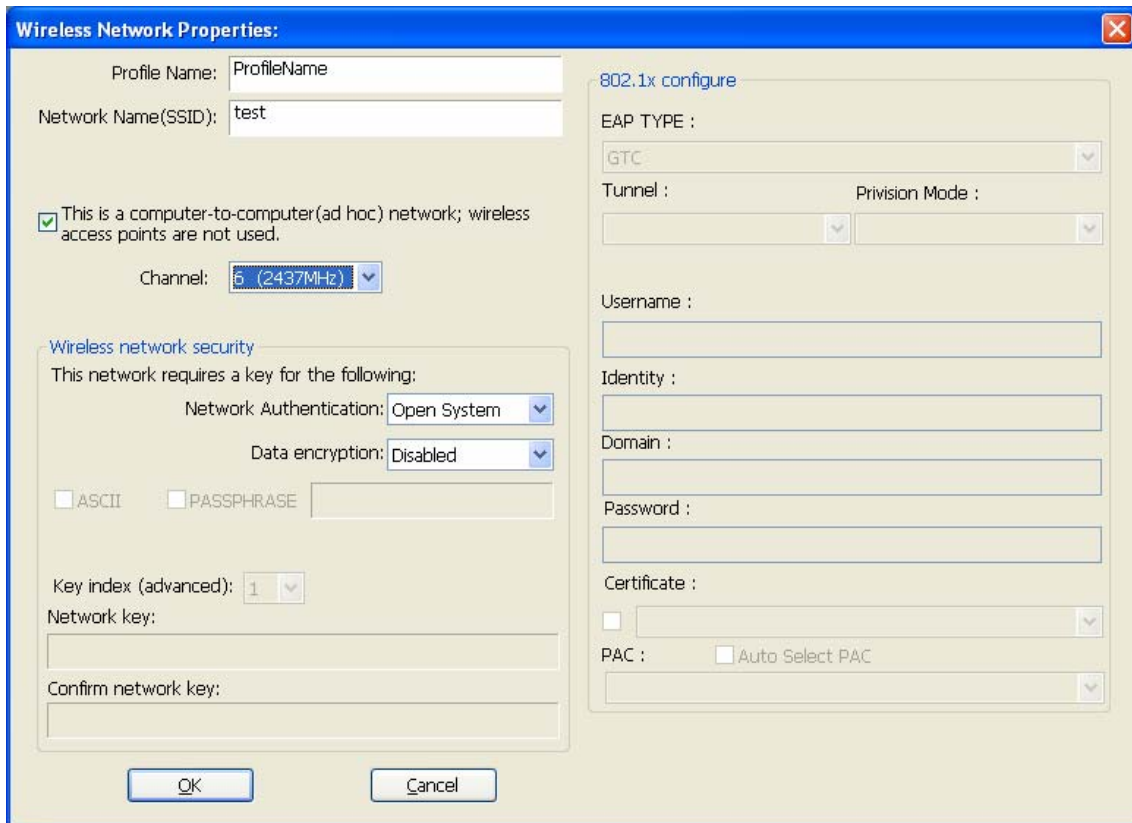 Wireless Network Properties:
Profile Name: ProfileName
Network Name(SSID): test
This is a computer-to-computer(ad hoc) network; wireless
access points are not used.
Channel: 6 (2437MHz)
Wireless network security
This network requires a key for the following:
Network Authentication: Open System
Data encryption: Disabled
ASCII PASSPHRASE
Key index (advanced): 1
Network key:
Confirm network key:
OK Cancel
802.1x configure
EAP TYPE :
GTC
Tunnel : Privision Mode :
Username :
Identity :
Domain :
Password :
Certificate :
PAC : Auto Select PAC